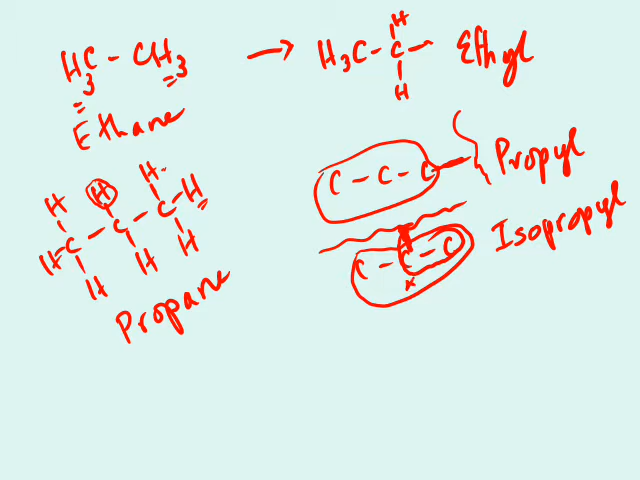 H3C - CH3 → H3C - C - Ethyl
H
H
Ethane
C - C - C Propyl
H H H H
C - C - C
H H H H
Propane
C - C - C Isopropyl
x